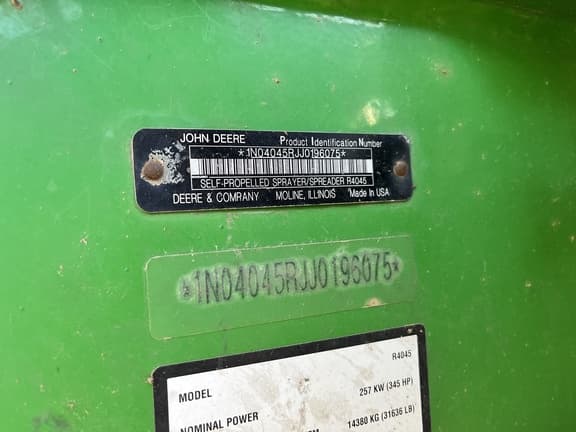 JOHN DEERE Product Identification Number
*1N04045RJJ0196075*
SELF-PROPELLED SPRAYER/SPREADER R4045
DEERE & COMPANY MOLINE, ILLINOIS Made In USA
*1N04045RJJ0196075*
R4045
MODEL 257 KW (345 HP)
NOMINAL POWER 14380 KG (31636 LB)